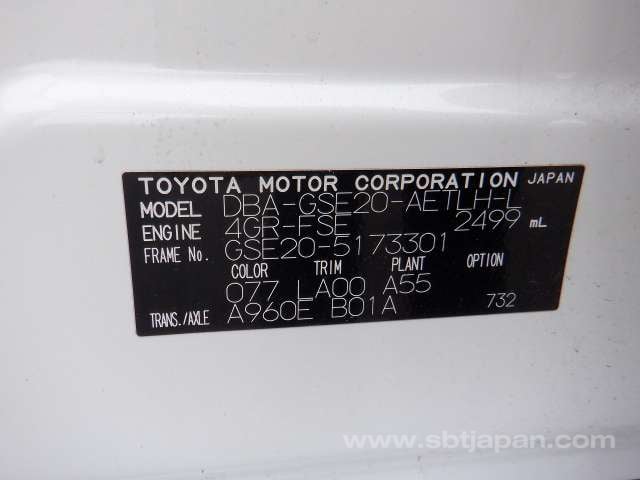 TOYOTA MOTOR CORPORATION JAPAN
MODEL DBA-GSE20-AETLH-L
ENGINE 4GR-FSE 2499 mL
FRAME No. GSE20-5173301
COLOR TRIM PLANT OPTION
077 LA00 A55
TRANS./AXLE A960E B01A 732
www.sbtjapan.com